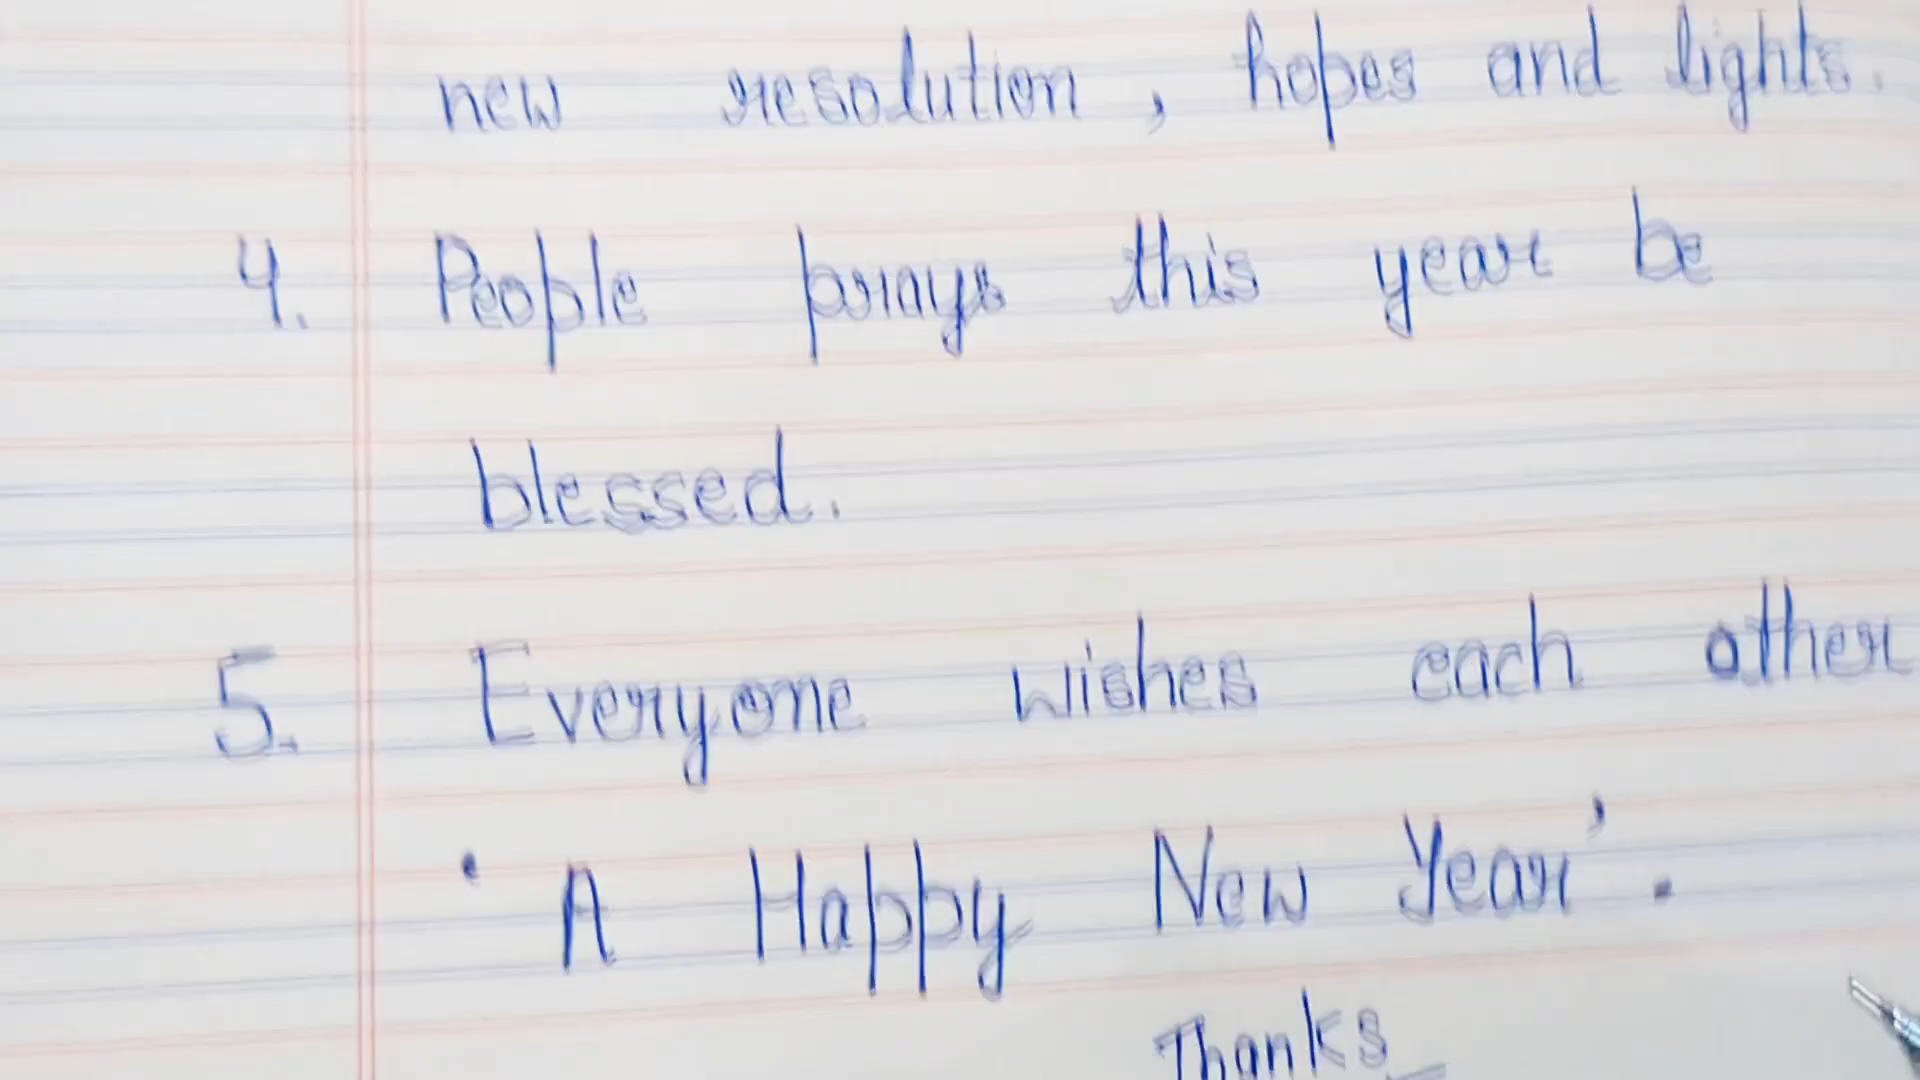 new resolution, hopes and lights.
4. People prays this year be
blessed.
5. Everyone wishes each other
'A Happy New Year'.
Thanks